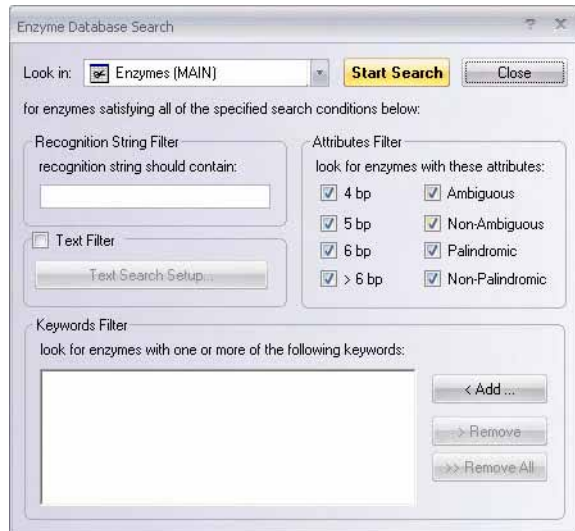 Enzyme Database Search
Look in: Enzymes (MAIN) Start Search Close
for enzymes satisfying all of the specified search conditions below:
Recognition String Filter
recognition string should contain:
Text Filter
Text Search Setup...
Attributes Filter
look for enzymes with these attributes:
4 bp Ambiguous
5 bp Non-Ambiguous
6 bp Palindromic
> 6 bp Non-Palindromic
Keywords Filter
look for enzymes with one or more of the following keywords:
< Add ...
> Remove
>> Remove All